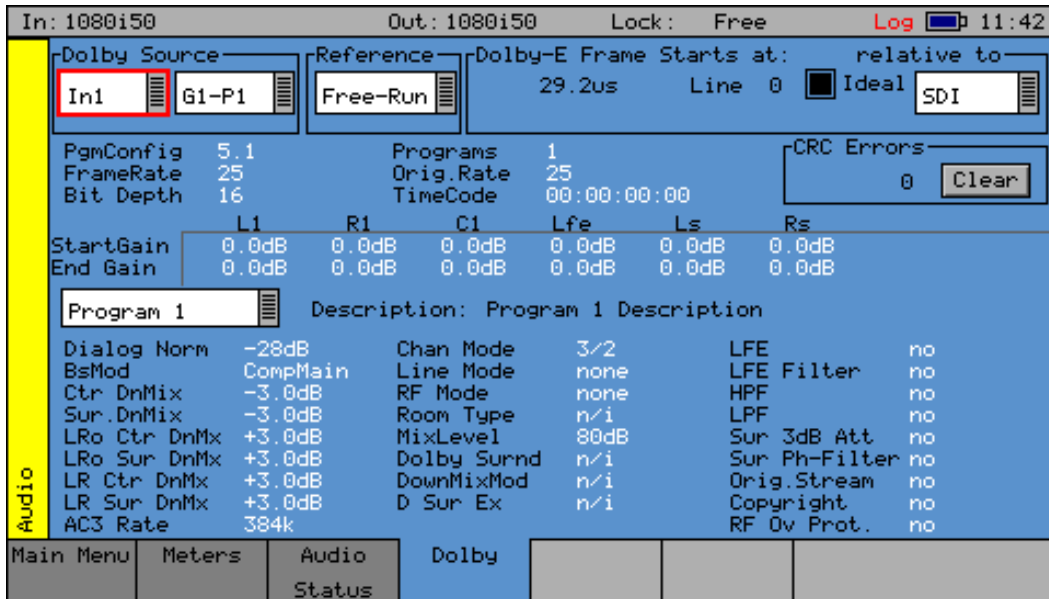 In: 1080i50 Out: 1080i50 Lock: Free Log 11:42
Dolby Source Reference Dolby-E Frame Starts at: relative to
In1 G1-P1 Free-Run 29.2us Line 0 Ideal SDI
PgmConfig 5.1 Programs 1 CRC Errors
FrameRate 25 Orig.Rate 25 0 Clear
Bit Depth 16 TimeCode 00:00:00:00
L1 R1 C1 Lfe Ls Rs
StartGain 0.0dB 0.0dB 0.0dB 0.0dB 0.0dB 0.0dB
End Gain 0.0dB 0.0dB 0.0dB 0.0dB 0.0dB 0.0dB
Program 1 Description: Program 1 Description
Dialog Norm -28dB Chan Mode 3/2 LFE no
BsMod CompMain Line Mode none LFE Filter no
Ctr DnMix -3.0dB RF Mode none HPF no
Sur.DnMix -3.0dB Room Type n/i LPF no
LRo Ctr DnMx +3.0dB MixLevel 80dB Sur 3dB Att no
LRo Sur DnMx +3.0dB Dolby Surnd n/i Sur Ph-Filter no
LR Ctr DnMx +3.0dB DownMixMod n/i Orig.Stream no
LR Sur DnMx +3.0dB D Sur Ex n/i Copyright no
AC3 Rate 384k RF Ov Prot. no
Audio
Main Menu Meters Audio Dolby
Status